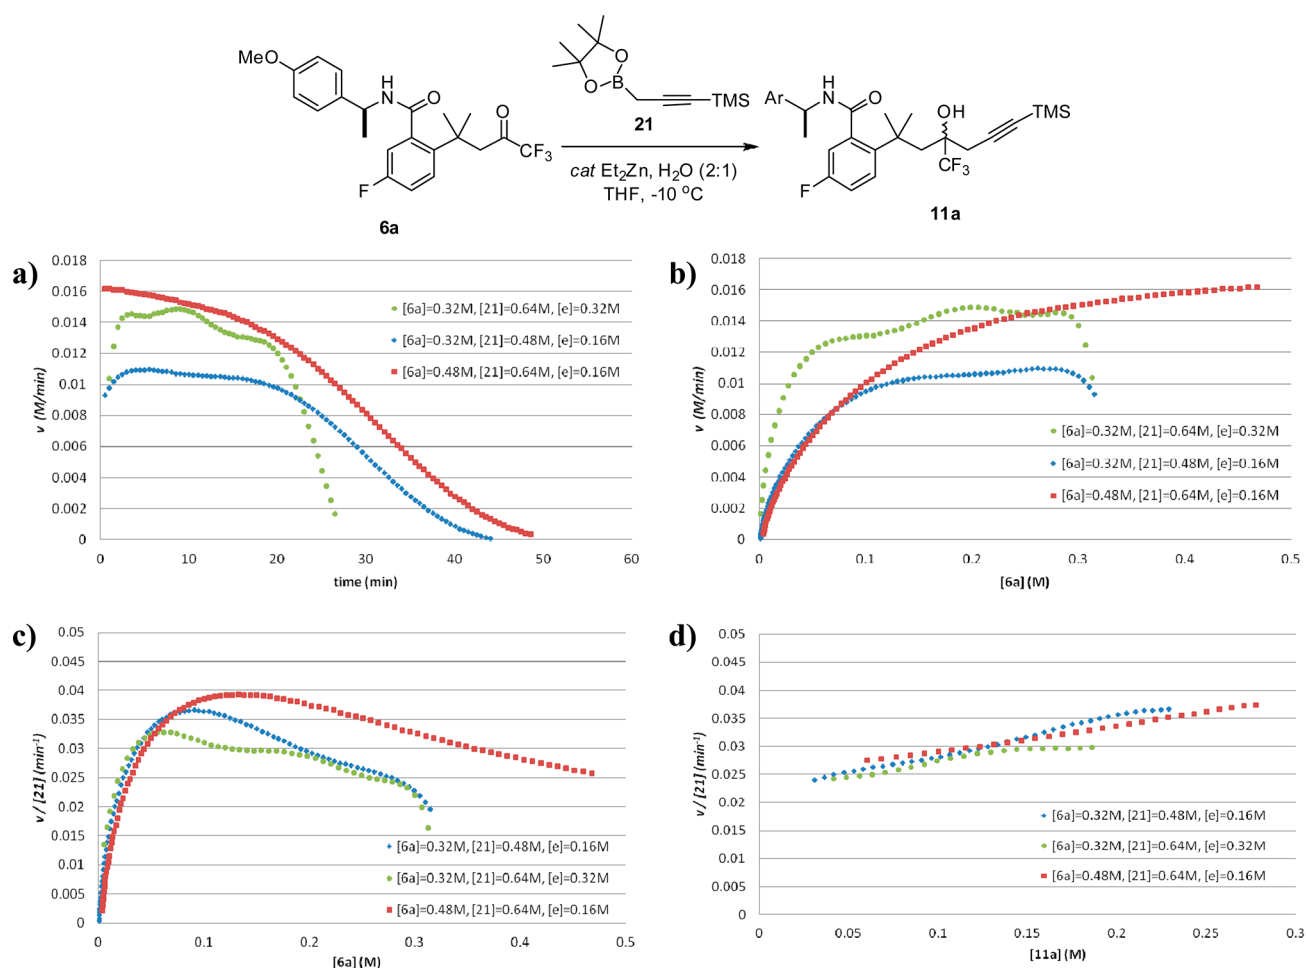 MeO
H
N
O
O
CF3
F
6a
O
O
B
TMS
21
cat Et2Zn, H2O (2:1)
THF, -10 °C
Ar
H
N
O
OH
TMS
CF3
F
11a
a)
v (M/min)
0.018
0.016
0.014
0.012
0.01
0.008
0.006
0.004
0.002
0
0 10 20 30 40 50 60
time (min)
[6a]=0.32M, [21]=0.64M, [e]=0.32M
[6a]=0.32M, [21]=0.48M, [e]=0.16M
[6a]=0.48M, [21]=0.64M, [e]=0.16M
b)
v (M/min)
0.018
0.016
0.014
0.012
0.01
0.008
0.006
0.004
0.002
0
0 0.1 0.2 0.3 0.4 0.5
[6a] (M)
[6a]=0.32M, [21]=0.64M, [e]=0.32M
[6a]=0.32M, [21]=0.48M, [e]=0.16M
[6a]=0.48M, [21]=0.64M, [e]=0.16M
c)
v / [21] (min-1)
0.05
0.045
0.04
0.035
0.03
0.025
0.02
0.015
0.01
0.005
0
0 0.1 0.2 0.3 0.4 0.5
[6a] (M)
[6a]=0.32M, [21]=0.48M, [e]=0.16M
[6a]=0.32M, [21]=0.64M, [e]=0.32M
[6a]=0.48M, [21]=0.64M, [e]=0.16M
d)
v / [21] (min-1)
0.05
0.045
0.04
0.035
0.03
0.025
0.02
0.015
0.01
0.005
0
0 0.05 0.1 0.15 0.2 0.25 0.3
[11a] (M)
[6a]=0.32M, [21]=0.48M, [e]=0.16M
[6a]=0.32M, [21]=0.64M, [e]=0.32M
[6a]=0.48M, [21]=0.64M, [e]=0.16M